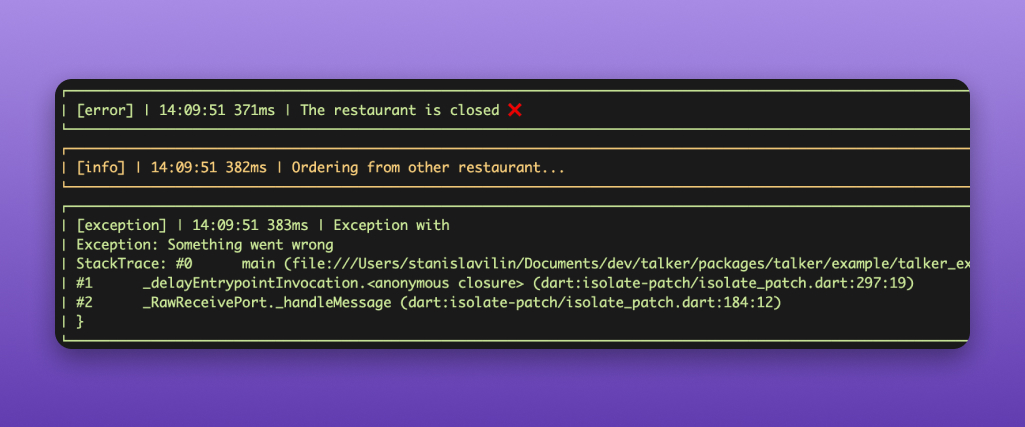 [error] | 14:09:51 371ms | The restaurant is closed ❌
[info] | 14:09:51 382ms | Ordering from other restaurant...
[exception] | 14:09:51 383ms | Exception with
Exception: Something went wrong
StackTrace: #0      main (file:///Users/stanislavilin/Documents/dev/talker/packages/talker/example/talker_ex
#1      _delayEntrypointInvocation.<anonymous closure> (dart:isolate-patch/isolate_patch.dart:297:19)
#2      _RawReceivePort._handleMessage (dart:isolate-patch/isolate_patch.dart:184:12)
}